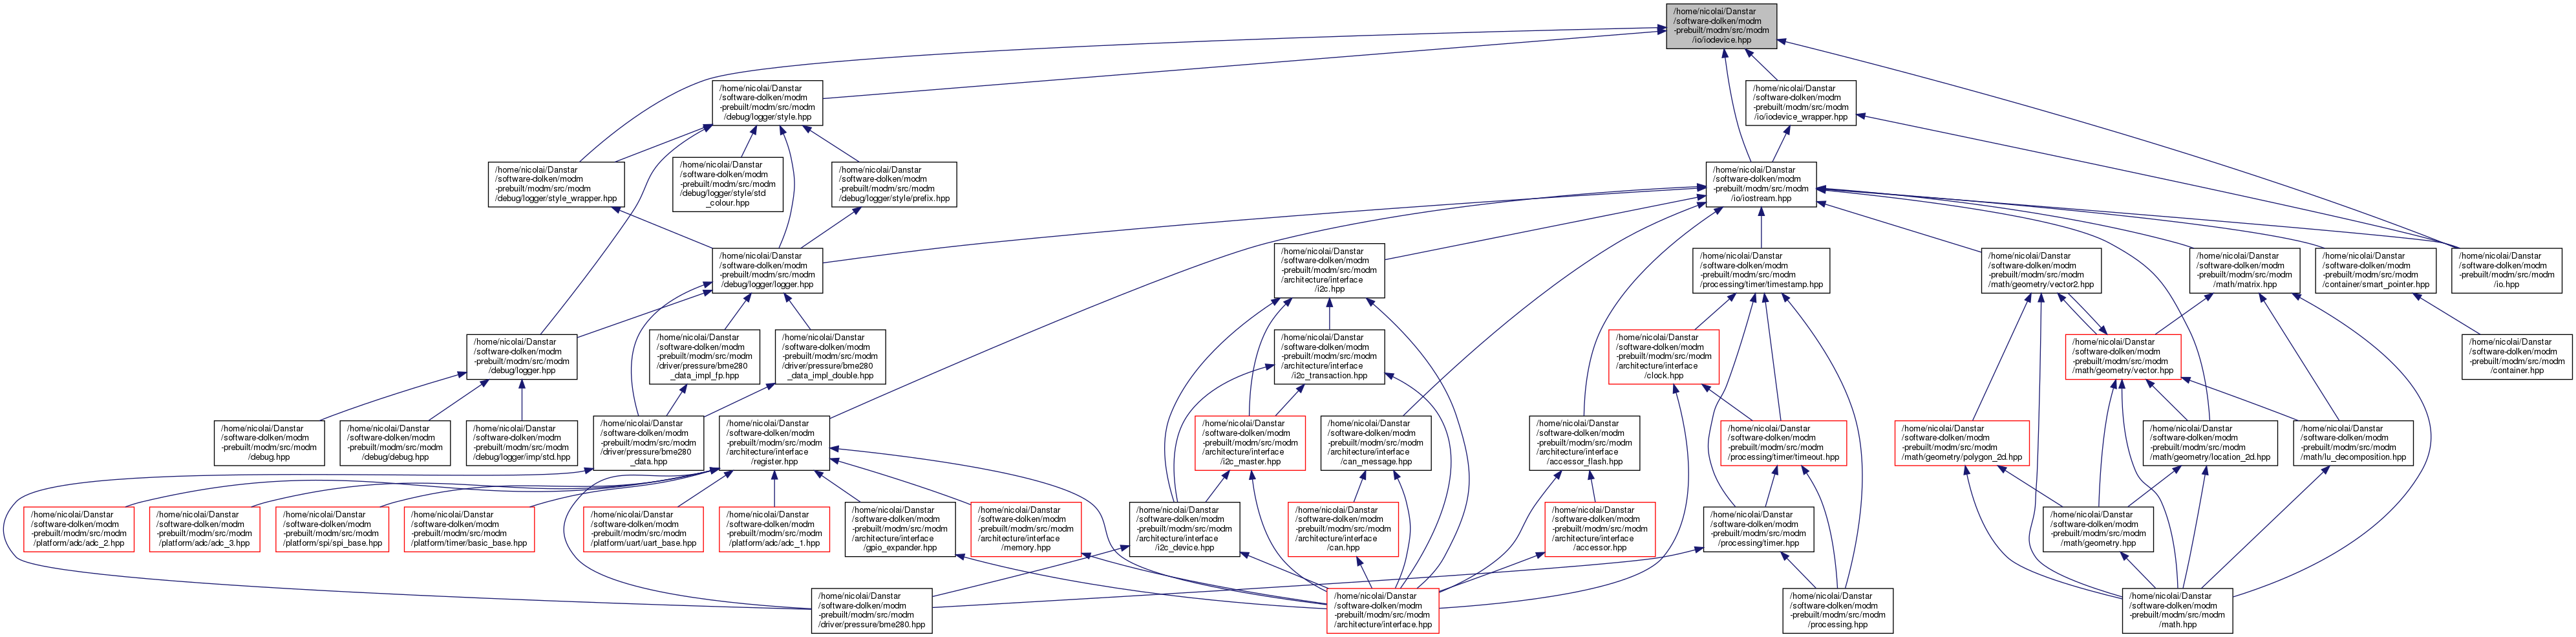 /home/nicolai/Danstar
/software-dolken/modm
-prebuilt/modm/src/modm
/io/iodevice.hpp
/home/nicolai/Danstar
/software-dolken/modm
-prebuilt/modm/src/modm
/debug/logger/style.hpp
/home/nicolai/Danstar
/software-dolken/modm
-prebuilt/modm/src/modm
/io/iodevice_wrapper.hpp
/home/nicolai/Danstar
/software-dolken/modm
-prebuilt/modm/src/modm
/debug/logger/style_wrapper.hpp
/home/nicolai/Danstar
/software-dolken/modm
-prebuilt/modm/src/modm
/debug/logger/style/std
_colour.hpp
/home/nicolai/Danstar
/software-dolken/modm
-prebuilt/modm/src/modm
/debug/logger/style/prefix.hpp
/home/nicolai/Danstar
/software-dolken/modm
-prebuilt/modm/src/modm
/io/iostream.hpp
/home/nicolai/Danstar
/software-dolken/modm
-prebuilt/modm/src/modm
/debug/logger/logger.hpp
/home/nicolai/Danstar
/software-dolken/modm
-prebuilt/modm/src/modm
/architecture/interface
/i2c.hpp
/home/nicolai/Danstar
/software-dolken/modm
-prebuilt/modm/src/modm
/processing/timer/timestamp.hpp
/home/nicolai/Danstar
/software-dolken/modm
-prebuilt/modm/src/modm
/math/geometry/vector2.hpp
/home/nicolai/Danstar
/software-dolken/modm
-prebuilt/modm/src/modm
/math/matrix.hpp
/home/nicolai/Danstar
/software-dolken/modm
-prebuilt/modm/src/modm
/container/smart_pointer.hpp
/home/nicolai/Danstar
/software-dolken/modm
-prebuilt/modm/src/modm
/io.hpp
/home/nicolai/Danstar
/software-dolken/modm
-prebuilt/modm/src/modm
/debug/logger.hpp
/home/nicolai/Danstar
/software-dolken/modm
-prebuilt/modm/src/modm
/driver/pressure/bme280
_data_impl_fp.hpp
/home/nicolai/Danstar
/software-dolken/modm
-prebuilt/modm/src/modm
/driver/pressure/bme280
_data_impl_double.hpp
/home/nicolai/Danstar
/software-dolken/modm
-prebuilt/modm/src/modm
/architecture/interface
/i2c_transaction.hpp
/home/nicolai/Danstar
/software-dolken/modm
-prebuilt/modm/src/modm
/architecture/interface
/clock.hpp
/home/nicolai/Danstar
/software-dolken/modm
-prebuilt/modm/src/modm
/math/geometry/vector.hpp
/home/nicolai/Danstar
/software-dolken/modm
-prebuilt/modm/src/modm
/container.hpp
/home/nicolai/Danstar
/software-dolken/modm
-prebuilt/modm/src/modm
/debug.hpp
/home/nicolai/Danstar
/software-dolken/modm
-prebuilt/modm/src/modm
/debug/debug.hpp
/home/nicolai/Danstar
/software-dolken/modm
-prebuilt/modm/src/modm
/debug/logger/imp/std.hpp
/home/nicolai/Danstar
/software-dolken/modm
-prebuilt/modm/src/modm
/driver/pressure/bme280
_data.hpp
/home/nicolai/Danstar
/software-dolken/modm
-prebuilt/modm/src/modm
/architecture/interface
/register.hpp
/home/nicolai/Danstar
/software-dolken/modm
-prebuilt/modm/src/modm
/architecture/interface
/i2c_master.hpp
/home/nicolai/Danstar
/software-dolken/modm
-prebuilt/modm/src/modm
/architecture/interface
/can_message.hpp
/home/nicolai/Danstar
/software-dolken/modm
-prebuilt/modm/src/modm
/architecture/interface
/accessor_flash.hpp
/home/nicolai/Danstar
/software-dolken/modm
-prebuilt/modm/src/modm
/processing/timer/timeout.hpp
/home/nicolai/Danstar
/software-dolken/modm
-prebuilt/modm/src/modm
/math/geometry/polygon_2d.hpp
/home/nicolai/Danstar
/software-dolken/modm
-prebuilt/modm/src/modm
/math/geometry/location_2d.hpp
/home/nicolai/Danstar
/software-dolken/modm
-prebuilt/modm/src/modm
/math/lu_decomposition.hpp
/home/nicolai/Danstar
/software-dolken/modm
-prebuilt/modm/src/modm
/platform/adc/adc_2.hpp
/home/nicolai/Danstar
/software-dolken/modm
-prebuilt/modm/src/modm
/platform/adc/adc_3.hpp
/home/nicolai/Danstar
/software-dolken/modm
-prebuilt/modm/src/modm
/platform/spi/spi_base.hpp
/home/nicolai/Danstar
/software-dolken/modm
-prebuilt/modm/src/modm
/platform/timer/basic_base.hpp
/home/nicolai/Danstar
/software-dolken/modm
-prebuilt/modm/src/modm
/platform/uart/uart_base.hpp
/home/nicolai/Danstar
/software-dolken/modm
-prebuilt/modm/src/modm
/platform/adc/adc_1.hpp
/home/nicolai/Danstar
/software-dolken/modm
-prebuilt/modm/src/modm
/architecture/interface
/gpio_expander.hpp
/home/nicolai/Danstar
/software-dolken/modm
-prebuilt/modm/src/modm
/architecture/interface
/memory.hpp
/home/nicolai/Danstar
/software-dolken/modm
-prebuilt/modm/src/modm
/architecture/interface
/i2c_device.hpp
/home/nicolai/Danstar
/software-dolken/modm
-prebuilt/modm/src/modm
/architecture/interface
/can.hpp
/home/nicolai/Danstar
/software-dolken/modm
-prebuilt/modm/src/modm
/architecture/interface
/accessor.hpp
/home/nicolai/Danstar
/software-dolken/modm
-prebuilt/modm/src/modm
/processing/timer.hpp
/home/nicolai/Danstar
/software-dolken/modm
-prebuilt/modm/src/modm
/math/geometry.hpp
/home/nicolai/Danstar
/software-dolken/modm
-prebuilt/modm/src/modm
/driver/pressure/bme280.hpp
/home/nicolai/Danstar
/software-dolken/modm
-prebuilt/modm/src/modm
/architecture/interface.hpp
/home/nicolai/Danstar
/software-dolken/modm
-prebuilt/modm/src/modm
/processing.hpp
/home/nicolai/Danstar
/software-dolken/modm
-prebuilt/modm/src/modm
/math.hpp